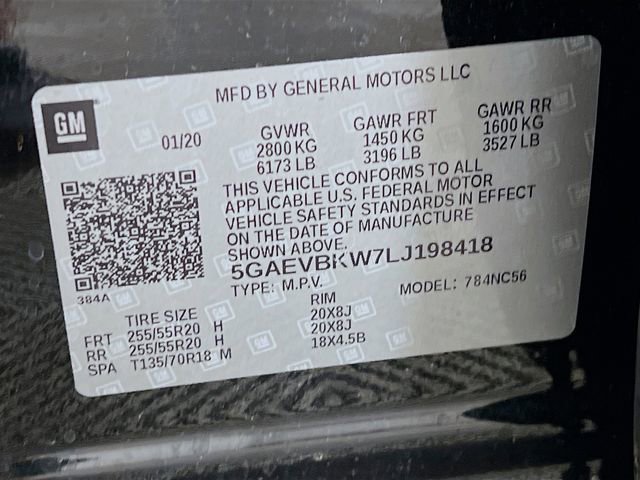 MFD BY GENERAL MOTORS LLC
GM
01/20
GVWR
2800 KG
6173 LB
GAWR FRT
1450 KG
3196 LB
GAWR RR
1600 KG
3527 LB
THIS VEHICLE CONFORMS TO ALL
APPLICABLE U.S. FEDERAL MOTOR
VEHICLE SAFETY STANDARDS IN EFFECT
ON THE DATE OF MANUFACTURE
SHOWN ABOVE.
5GAEVBKW7LJ198418
TYPE: M.P.V. MODEL: 784NC56
384A
TIRE SIZE RIM
FRT 255/55R20 H 20X8J
RR 255/55R20 H 20X8J
SPA T135/70R18 M 18X4.5B